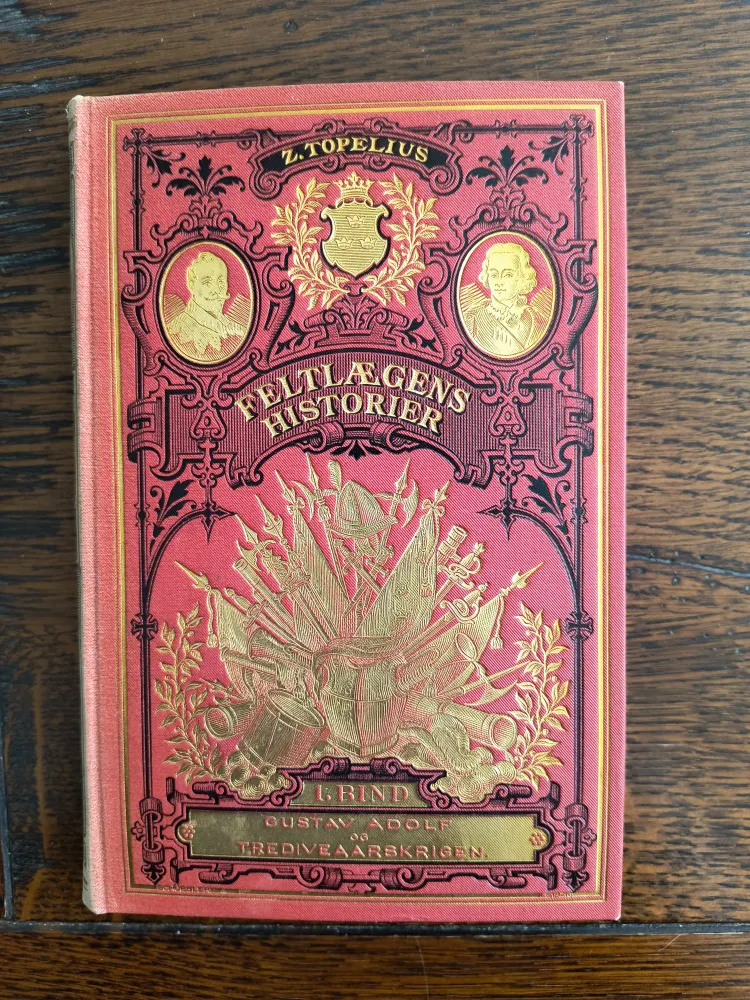 Z. TOPELIUS
FELTLÆGENS
HISTORIER
1. BIND
GUSTAV ADOLF
OG
TREDIVEAARSKRIGEN.